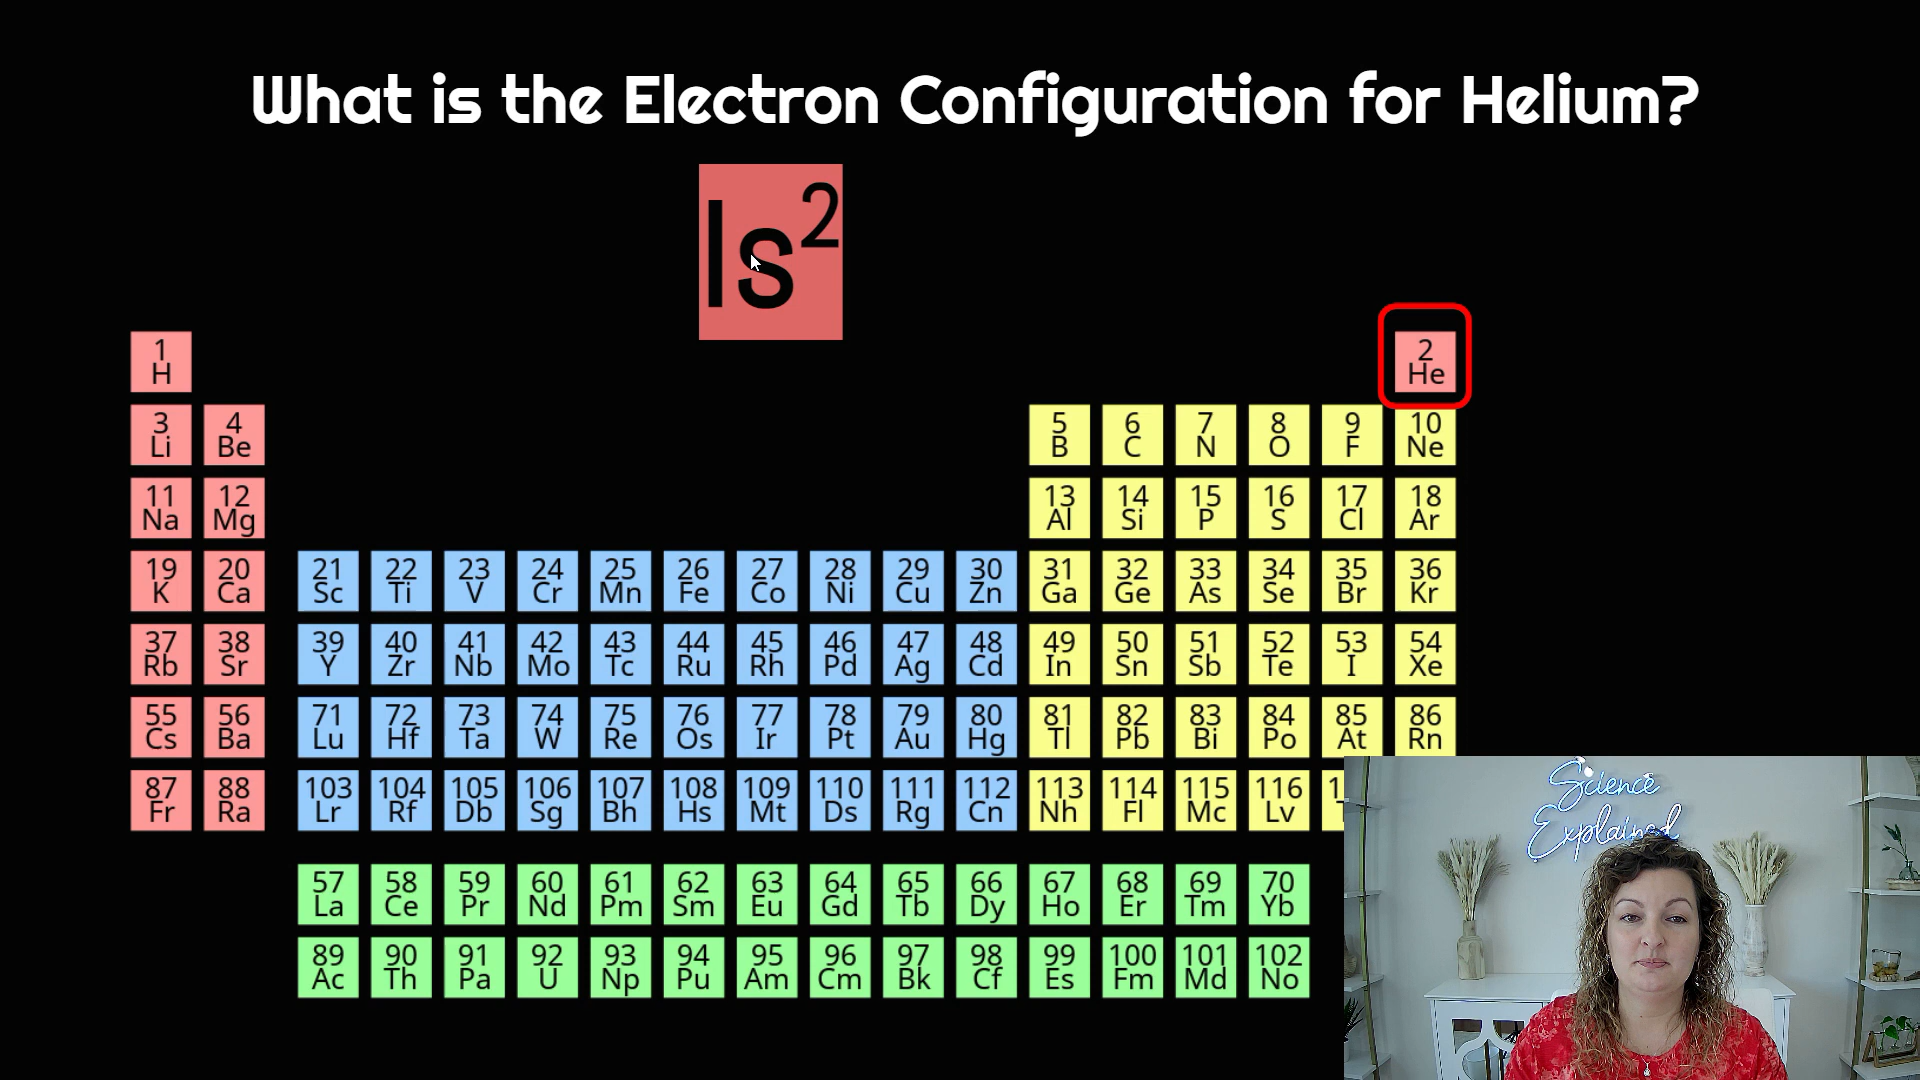 What is the Electron Configuration for Helium?
1s²
1 H
2 He
3 Li
4 Be
5 B
6 C
7 N
8 O
9 F
10 Ne
11 Na
12 Mg
13 Al
14 Si
15 P
16 S
17 Cl
18 Ar
19 K
20 Ca
21 Sc
22 Ti
23 V
24 Cr
25 Mn
26 Fe
27 Co
28 Ni
29 Cu
30 Zn
31 Ga
32 Ge
33 As
34 Se
35 Br
36 Kr
37 Rb
38 Sr
39 Y
40 Zr
41 Nb
42 Mo
43 Tc
44 Ru
45 Rh
46 Pd
47 Ag
48 Cd
49 In
50 Sn
51 Sb
52 Te
53 I
54 Xe
55 Cs
56 Ba
71 Lu
72 Hf
73 Ta
74 W
75 Re
76 Os
77 Ir
78 Pt
79 Au
80 Hg
81 Tl
82 Pb
83 Bi
84 Po
85 At
86 Rn
87 Fr
88 Ra
103 Lr
104 Rf
105 Db
106 Sg
107 Bh
108 Hs
109 Mt
110 Ds
111 Rg
112 Cn
113 Nh
114 Fl
115 Mc
116 Lv
Science
Explained
57 La
58 Ce
59 Pr
60 Nd
61 Pm
62 Sm
63 Eu
64 Gd
65 Tb
66 Dy
67 Ho
68 Er
69 Tm
70 Yb
89 Ac
90 Th
91 Pa
92 U
93 Np
94 Pu
95 Am
96 Cm
97 Bk
98 Cf
99 Es
100 Fm
101 Md
102 No